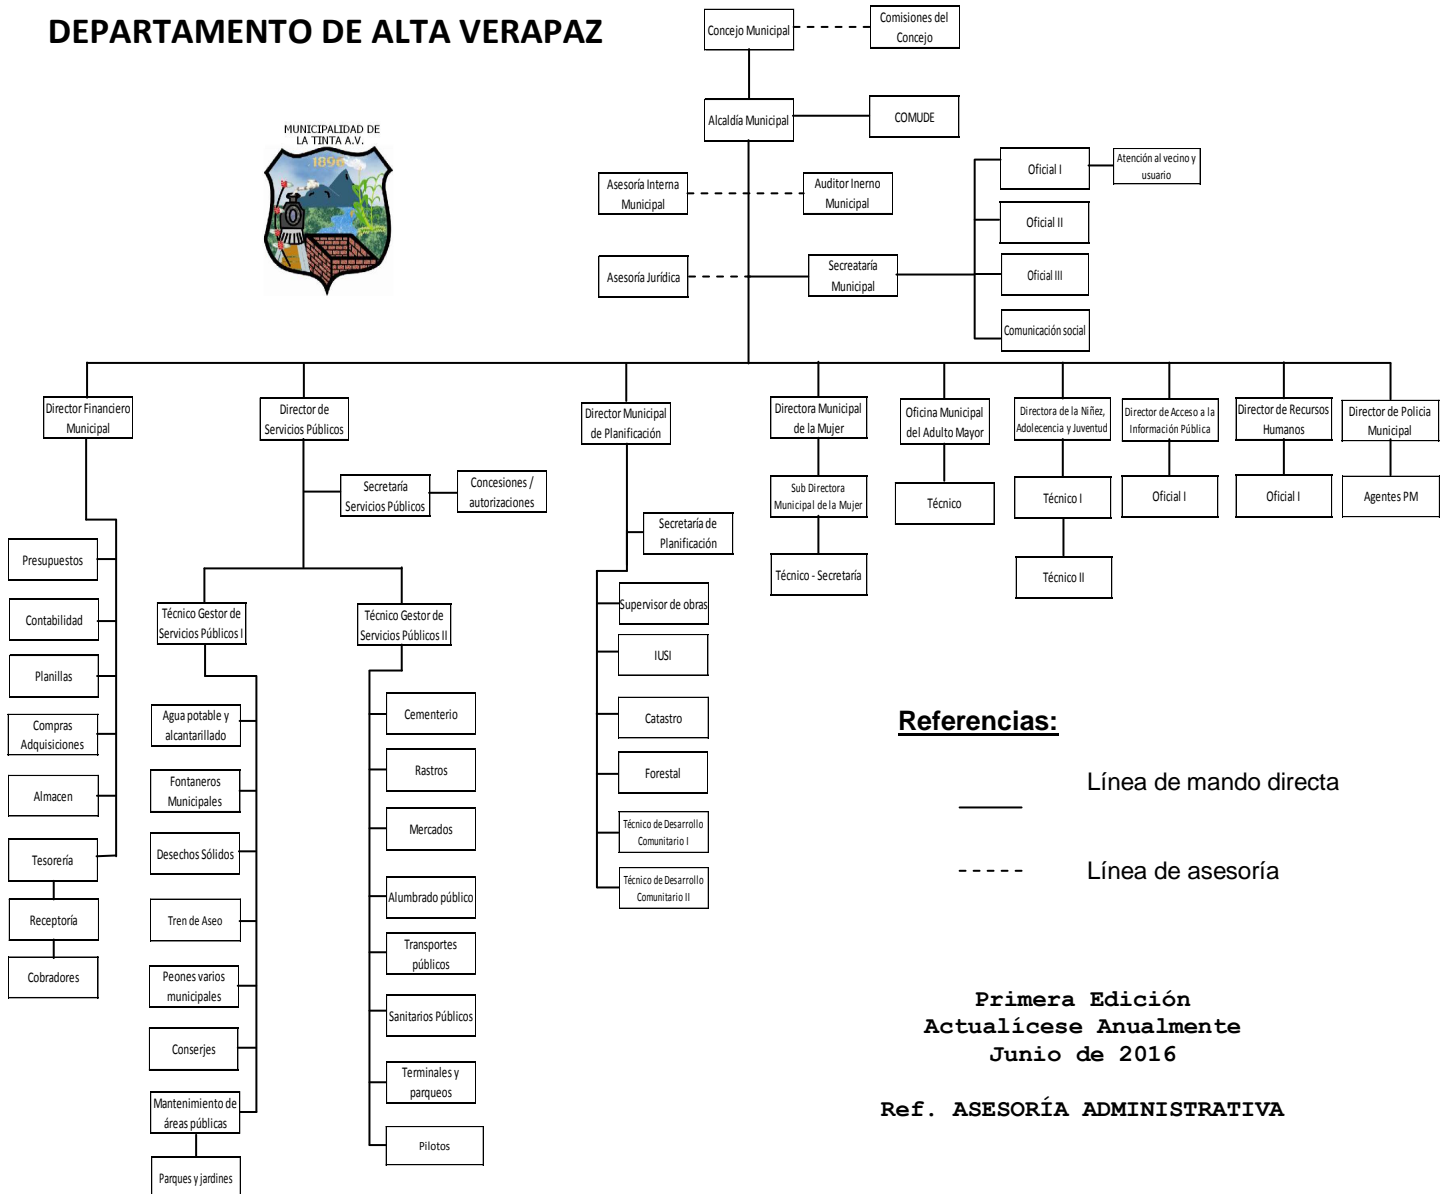 DEPARTAMENTO DE ALTA VERAPAZ
MUNICIPALIDAD DE
LA TINTA A.V.
1896
Concejo Municipal
Comisiones del
Concejo
Alcaldía Municipal
COMUDE
Asesoría Interna
Municipal
Auditor Inerno
Municipal
Asesoría Jurídica
Secreataría
Municipal
Oficial I
Atención al vecino y
usuario
Oficial II
Oficial III
Comunicación social
Director Financiero
Municipal
Director de
Servicios Públicos
Director Municipal
de Planificación
Directora Municipal
de la Mujer
Oficina Municipal
del Adulto Mayor
Directora de la Niñez,
Adolecencia y Juventud
Director de Acceso a la
Información Pública
Director de Recursos
Humanos
Director de Policia
Municipal
Secretaría
Servicios Públicos
Concesiones /
autorizaciones
Secretaría de
Planificación
Sub Directora
Municipal de la Mujer
Técnico - Secretaría
Técnico
Técnico I
Técnico II
Oficial I
Oficial I
Agentes PM
Presupuestos
Contabilidad
Planillas
Compras
Adquisiciones
Almacen
Tesorería
Receptoría
Cobradores
Técnico Gestor de
Servicios Públicos I
Agua potable y
alcantarillado
Fontaneros
Municipales
Desechos Sólidos
Tren de Aseo
Peones varios
municipales
Conserjes
Mantenimiento de
áreas públicas
Parques y jardines
Técnico Gestor de
Servicios Públicos II
Cementerio
Rastros
Mercados
Alumbrado público
Transportes
públicos
Sanitarios Públicos
Terminales y
parqueos
Pilotos
Supervisor de obras
IUSI
Catastro
Forestal
Técnico de Desarrollo
Comunitario I
Técnico de Desarrollo
Comunitario II
Referencias:
Línea de mando directa
Línea de asesoría
Primera Edición
Actualícese Anualmente
Junio de 2016
Ref. ASESORÍA ADMINISTRATIVA